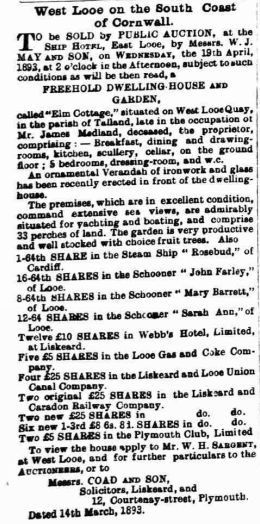 West Looe on the South Coast
of Cornwall.
TO BE SOLD BY PUBLIC AUCTION, at the
SHIP HOTEL, East Looe, by Messrs. W. J.
MAY AND SON, on WEDNESDAY, the 19th April,
1893, at 2 o'clock in the Afternoon, subject to such
conditions as will be then read, a
FREEHOLD DWELLING-HOUSE AND
GARDEN,
called "Elm Cottage," situated on West Looe Quay,
in the parish of Talland, late in the occupation of
Mr. James Medland, deceased, the proprietor,
comprising :— Breakfast, dining and drawing-
rooms, kitchen, scullery, cellar, on the ground
floor; 5 bedrooms, dressing-room, and w.c.
An ornamental Verandah of ironwork and glass
has been recently erected in front of the dwelling-
house.
The premises, which are in excellent condition,
command extensive sea views, are admirably
situated for yachting and boating, and comprise
33 perches of land. The garden is very productive
and well stocked with choice fruit trees. Also
1-64th SHARE in the Steam Ship "Rosebud," of
Cardiff.
16-64th SHARES in the Schooner "John Farley,"
of Looe.
8-64th SHARES in the Schooner "Mary Barrett,"
of Looe.
12-64 SHARES in the Schooner "Sarah Ann," of
Looe.
Twelve £10 SHARES in Webb's Hotel, Limited,
at Liskeard.
Five £5 SHARES in the Looe Gas and Coke Com-
pany.
Four £25 SHARES in the Liskeard and Looe Union
Canal Company.
Two original £25 SHARES in the Liskeard and
Caradon Railway Company.
Two new £25 SHARES in do. do.
Six new 1-3rd £8 6s. 8d. SHARES in do. do.
Two £5 SHARES in the Plymouth Club, Limited
To view the house apply to Mr. W. H. SARGENT,
at West Looe, and for further particulars to the
AUCTIONEERS, or to
Messrs. COAD AND SON,
Solicitors, Liskeard, and
12, Courtenay-street, Plymouth.
Dated 14th March, 1893.